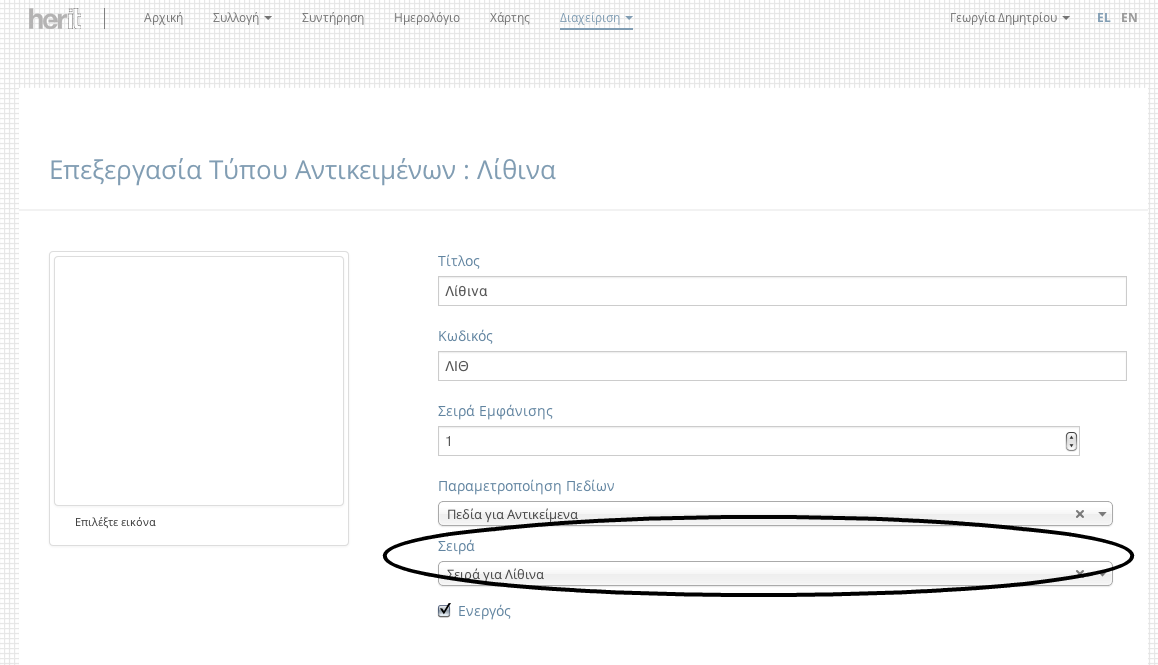 herit Αρχική Συλλογή Συντήρηση Ημερολόγιο Χάρτης Διαχείριση Γεωργία Δημητρίου EL EN
Επεξεργασία Τύπου Αντικειμένων : Λίθινα
Επιλέξτε εικόνα
Τίτλος
Λίθινα
Κωδικός
ΛΙΘ
Σειρά Εμφάνισης
1
Παραμετροποίηση Πεδίων
Πεδία για Αντικείμενα
Σειρά
Σειρά για Λίθινα
Ενεργός